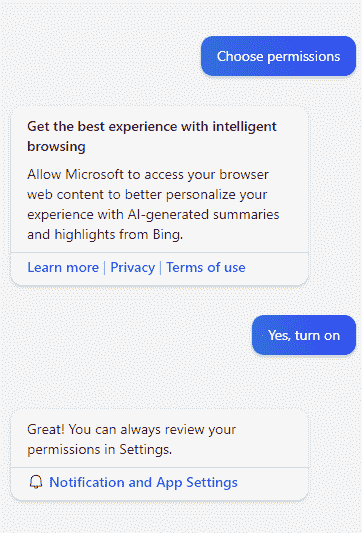 Choose permissions
Get the best experience with intelligent
browsing
Allow Microsoft to access your browser
web content to better personalize your
experience with AI-generated summaries
and highlights from Bing.
Learn more | Privacy | Terms of use
Yes, turn on
Great! You can always review your
permissions in Settings.
Notification and App Settings